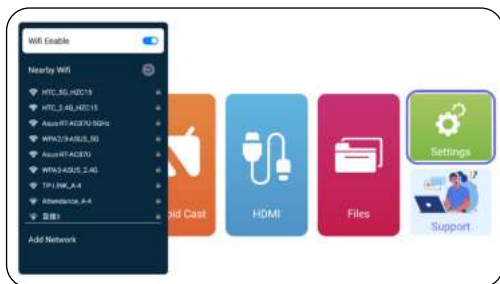 Wifi Enable
Nearby Wifi
HTC_5G_HZC15
HTC_2.4G_HZC15
Asus-RT-AC87U-5GHz
WPA2/3-ASUS_5G
Asus-RT-AC87U
WPA3-ASUS_2.4G
TP-LINK_A-4
Attendance_A-4
Add Network
oid Cast
HDMI
Files
Settings
Support